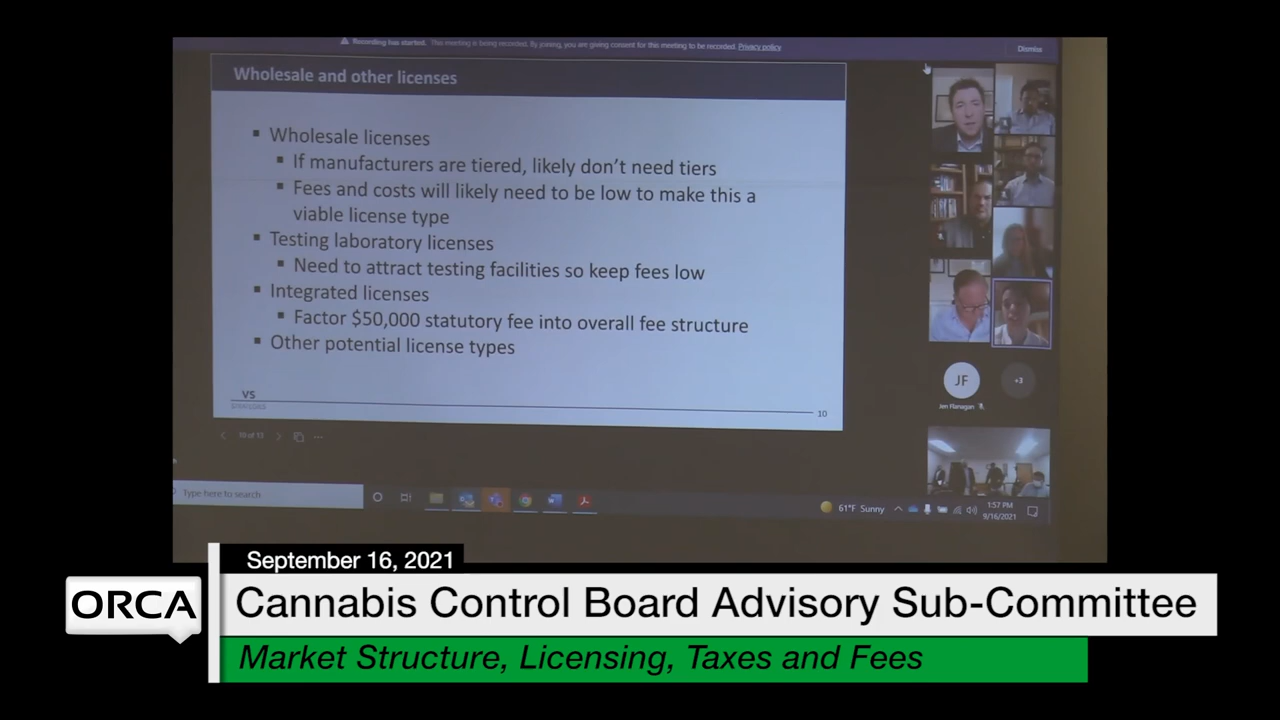 Recording has started. This meeting is being recorded. By joining, you are giving consent for this meeting to be recorded. Privacy policy
Dismiss
Wholesale and other licenses
▪ Wholesale licenses
▪ If manufacturers are tiered, likely don't need tiers
▪ Fees and costs will likely need to be low to make this a
viable license type
▪ Testing laboratory licenses
▪ Need to attract testing facilities so keep fees low
▪ Integrated licenses
▪ Factor $50,000 statutory fee into overall fee structure
▪ Other potential license types
VS
STRATEGIES
10
10 of 13
JF
+3
Jen Flanagan
Type here to search
61°F Sunny
1:57 PM
9/16/2021
September 16, 2021
ORCA
Cannabis Control Board Advisory Sub-Committee
Market Structure, Licensing, Taxes and Fees